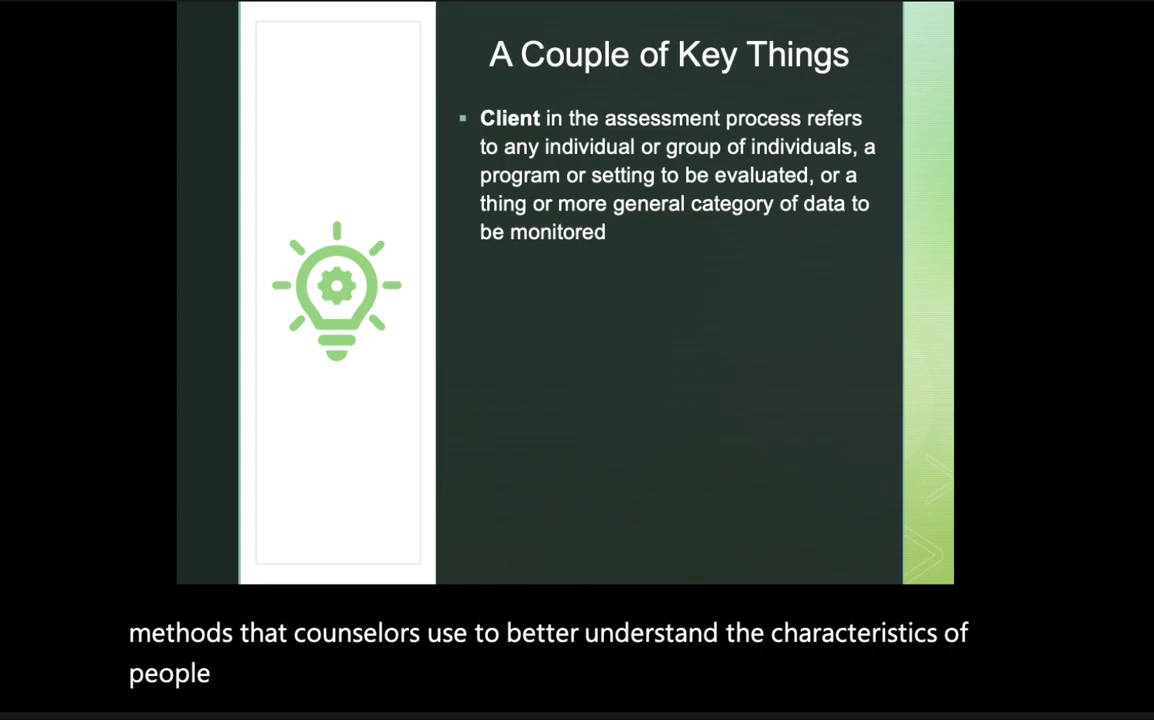 A Couple of Key Things
▪ Client in the assessment process refers
to any individual or group of individuals, a
program or setting to be evaluated, or a
thing or more general category of data to
be monitored
methods that counselors use to better understand the characteristics of
people